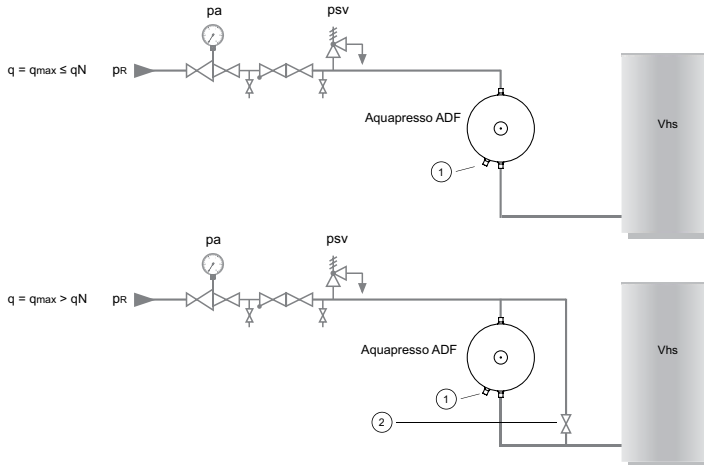 pa psv
q = qmax ≤ qN pR
Aquapresso ADF
Vhs
1
pa psv
q = qmax > qN pR
Aquapresso ADF
Vhs
1
2